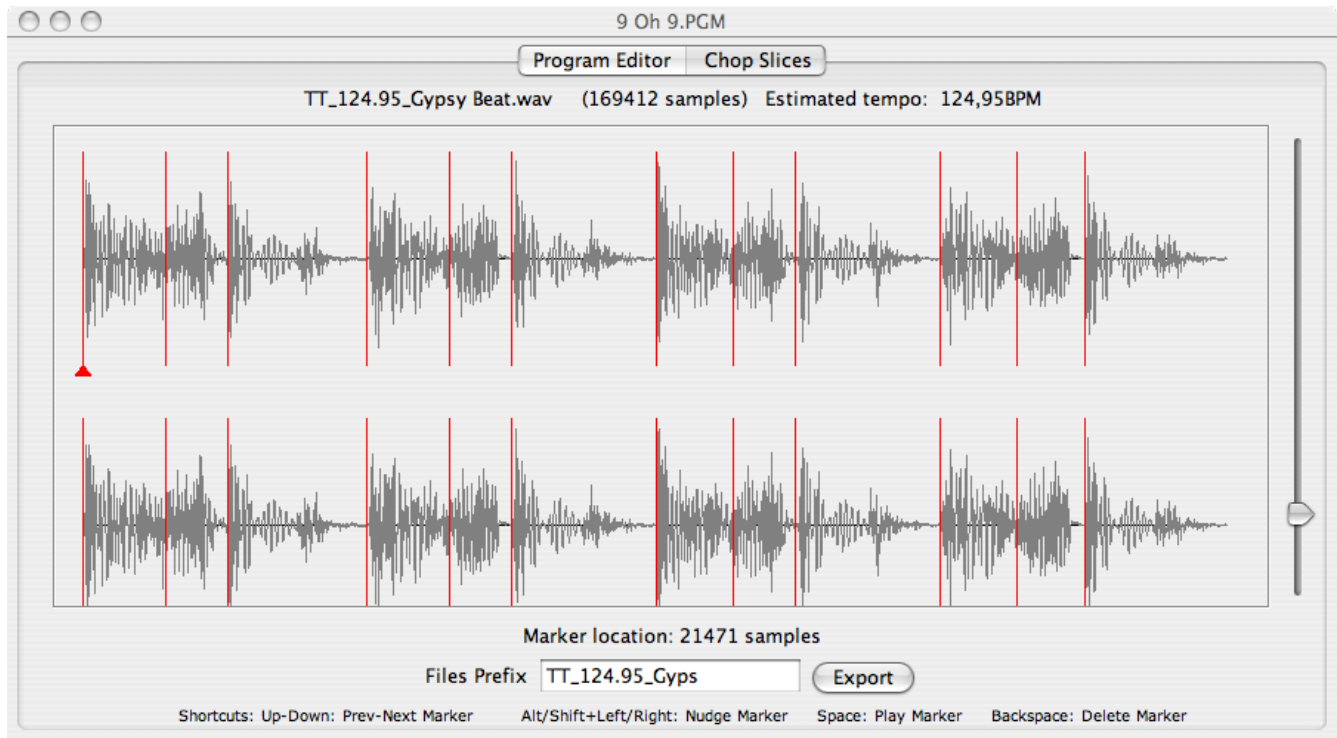 9 Oh 9.PGM
Program Editor Chop Slices
TT_124.95_Gypsy Beat.wav (169412 samples) Estimated tempo: 124,95BPM
Marker location: 21471 samples
Files Prefix TT_124.95_Gyps Export
Shortcuts: Up-Down: Prev-Next Marker Alt/Shift+Left/Right: Nudge Marker Space: Play Marker Backspace: Delete Marker